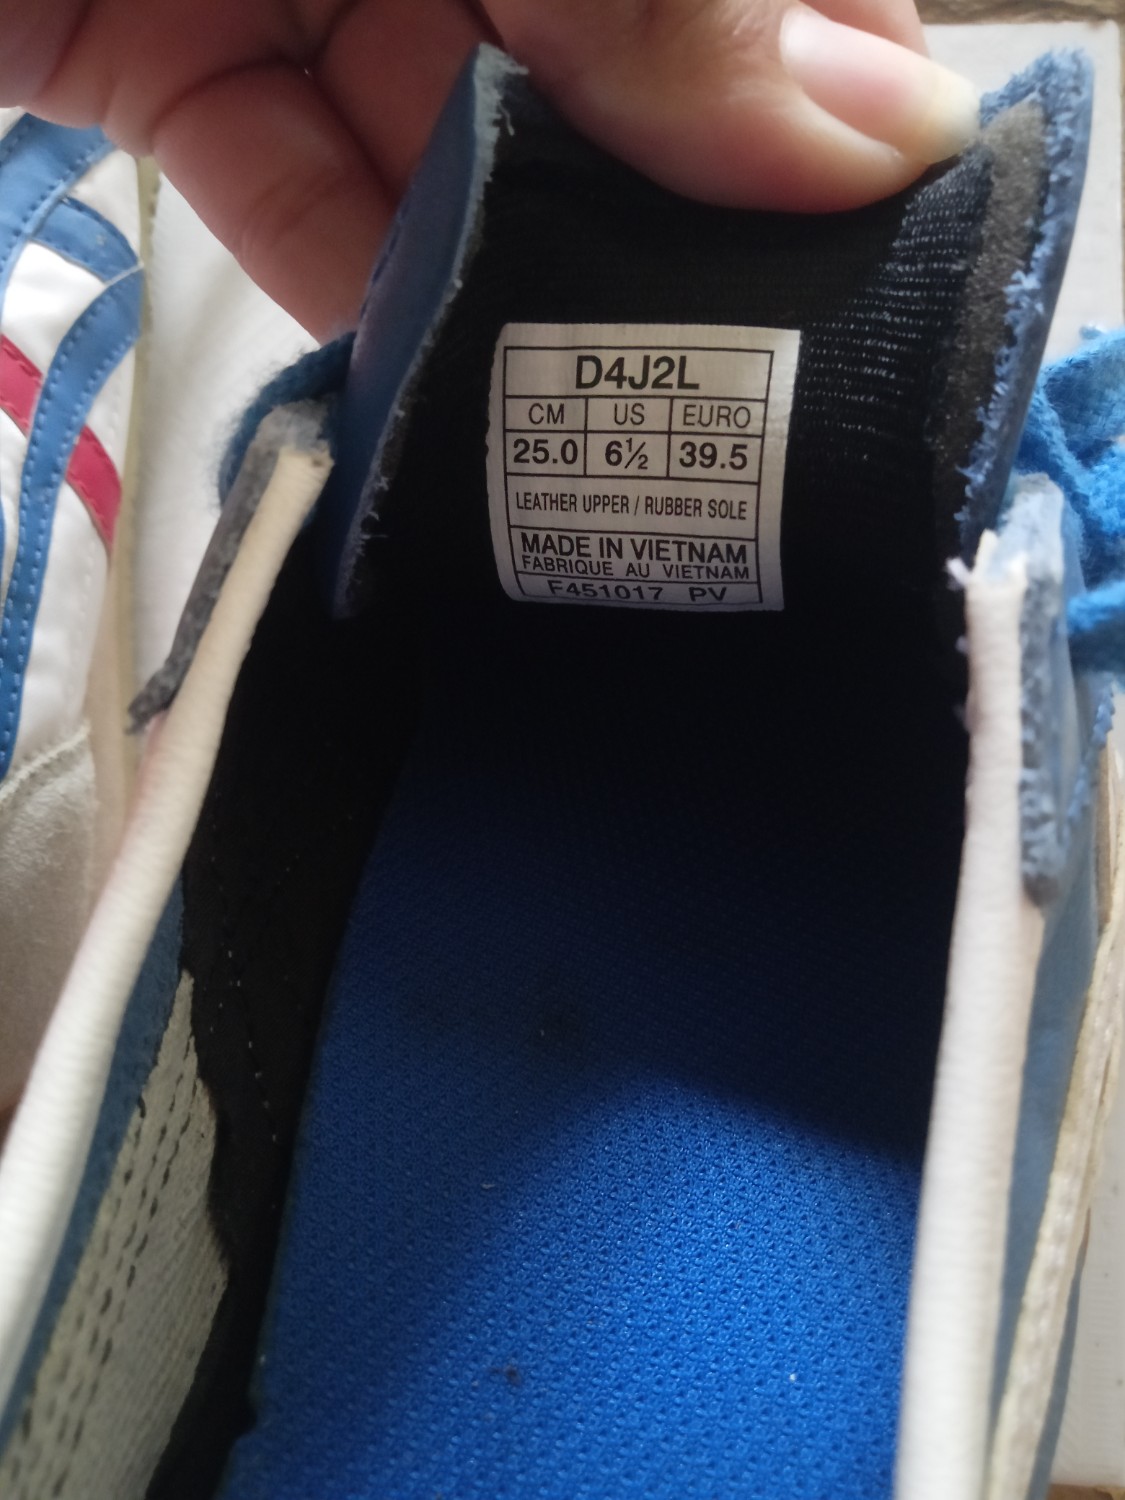 D4J2L
CM US EURO
25.0 6½ 39.5
LEATHER UPPER / RUBBER SOLE
MADE IN VIETNAM
FABRIQUE AU VIETNAM
F451017 PV